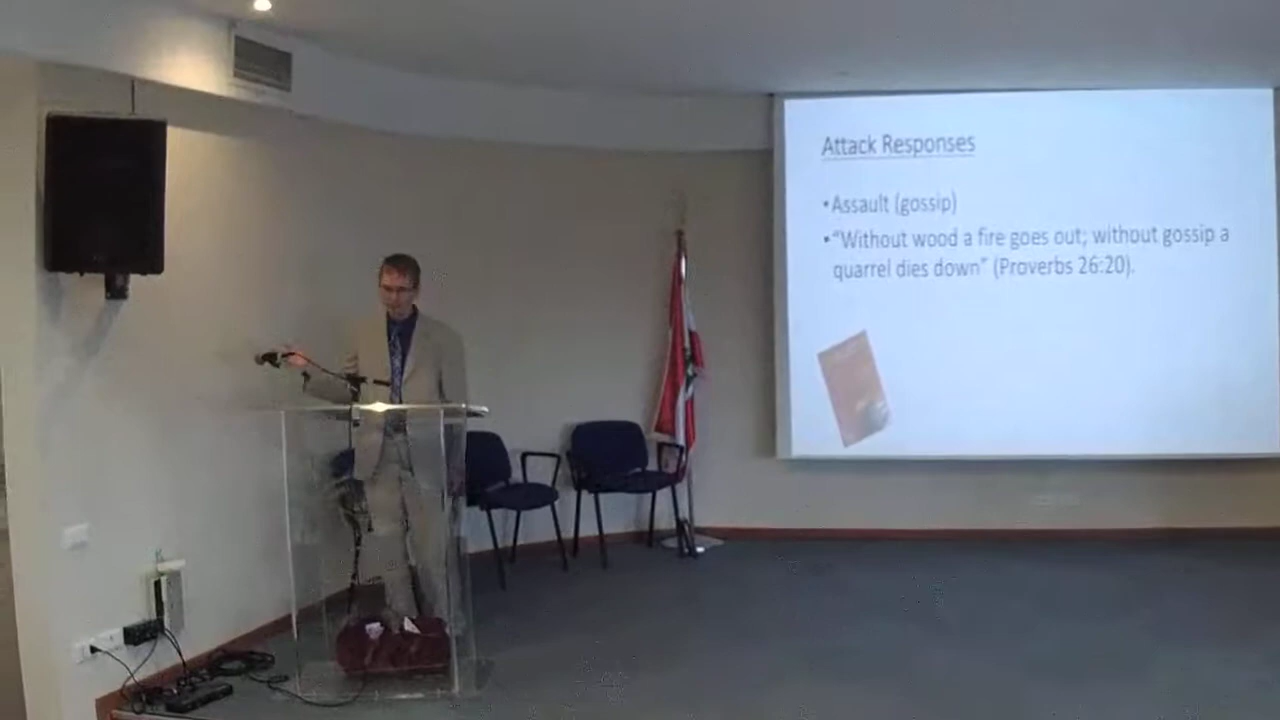 Attack Responses
•Assault (gossip)
•“Without wood a fire goes out; without gossip a
quarrel dies down” (Proverbs 26:20).